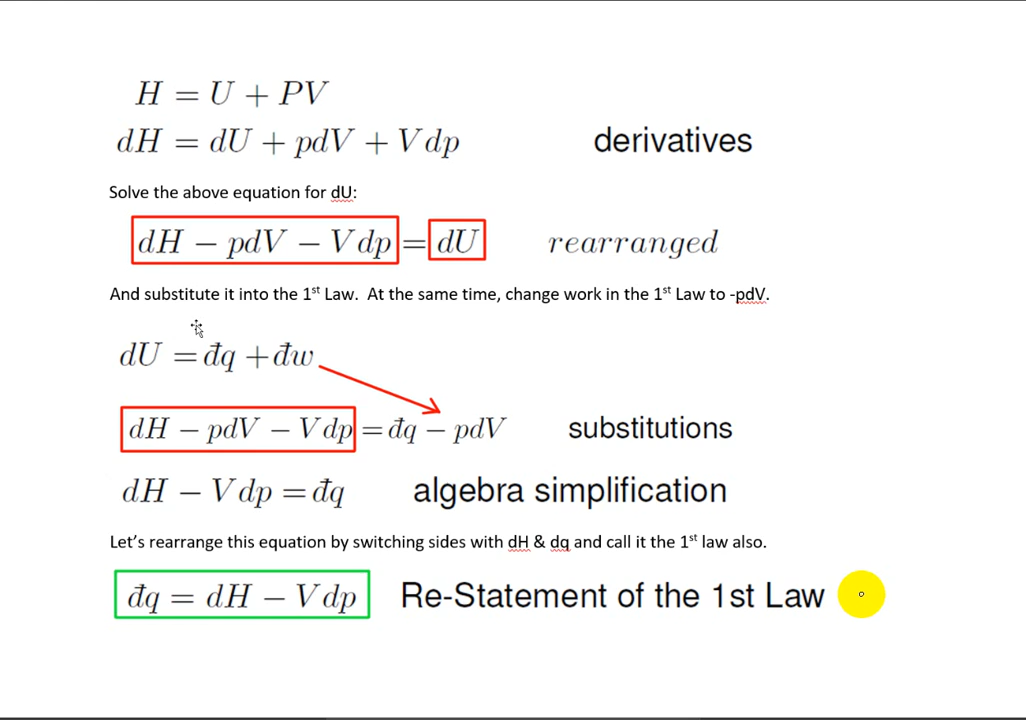 H = U + PV
dH = dU + pdV + Vdp derivatives
Solve the above equation for dU:
dH − pdV − Vdp = dU rearranged
And substitute it into the 1st Law. At the same time, change work in the 1st Law to -pdV.
dU = đq + đw
dH − pdV − Vdp = đq − pdV substitutions
dH − Vdp = đq algebra simplification
Let’s rearrange this equation by switching sides with dH & dq and call it the 1st law also.
đq = dH − Vdp Re-Statement of the 1st Law